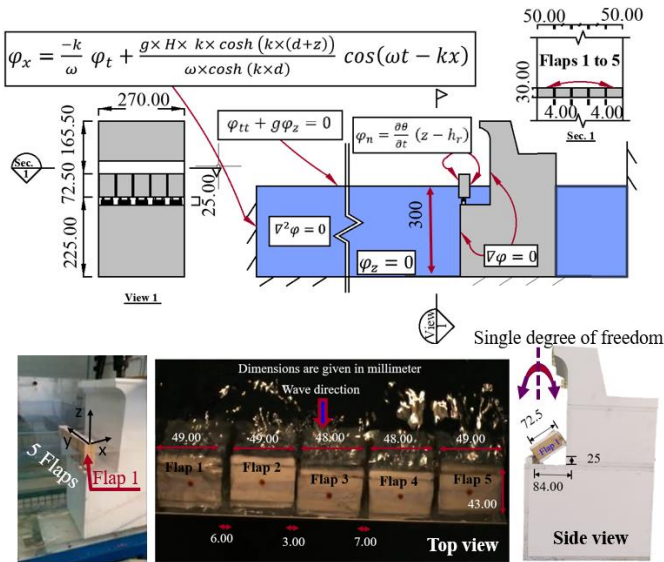 φₓ = -k/ω φₜ + g×H× k×cosh (k×(d+z)) / ω×cosh (k×d) cos(ωt − kx)
50.00 50.00
Flaps 1 to 5
30.00
4.00 4.00
Sec. 1
270.00
165.50
72.50
225.00
Sec.
1
25.00
View 1
φₜₜ + gφ_z = 0
φₙ = ∂θ/∂t (z − hᵣ)
300
∇²φ = 0
φ_z = 0
∇φ = 0
View
1
Single degree of freedom
z
y
x
5 Flaps
Flap 1
Dimensions are given in millimeter
Wave direction
49.00 49.00 48.00 48.00 49.00
Flap 1 Flap 2 Flap 3 Flap 4 Flap 5
43.00
6.00 3.00 7.00
Top view
72.5
Flap 1
25
84.00
Side view